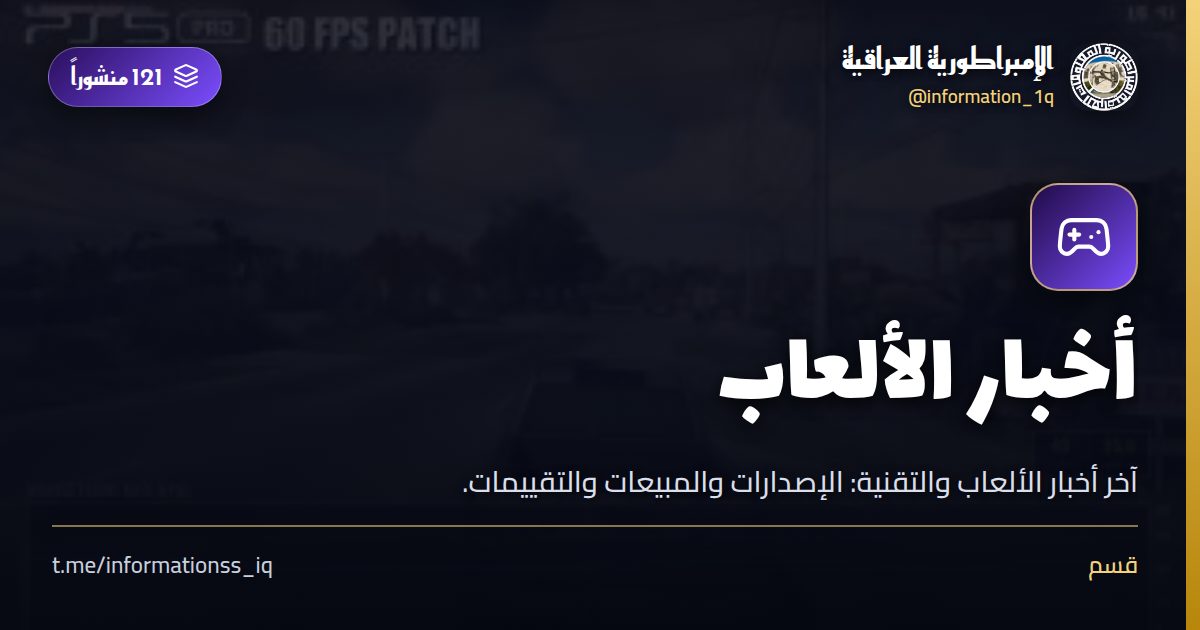 PS5 PRO 60 FPS PATCH
الإمبراطورية العراقية
@information_1q
121 منشوراً
أخبار الألعاب
آخر أخبار الألعاب والتقنية: الإصدارات والمبيعات والتقييمات.
قسم
t.me/informationss_iq